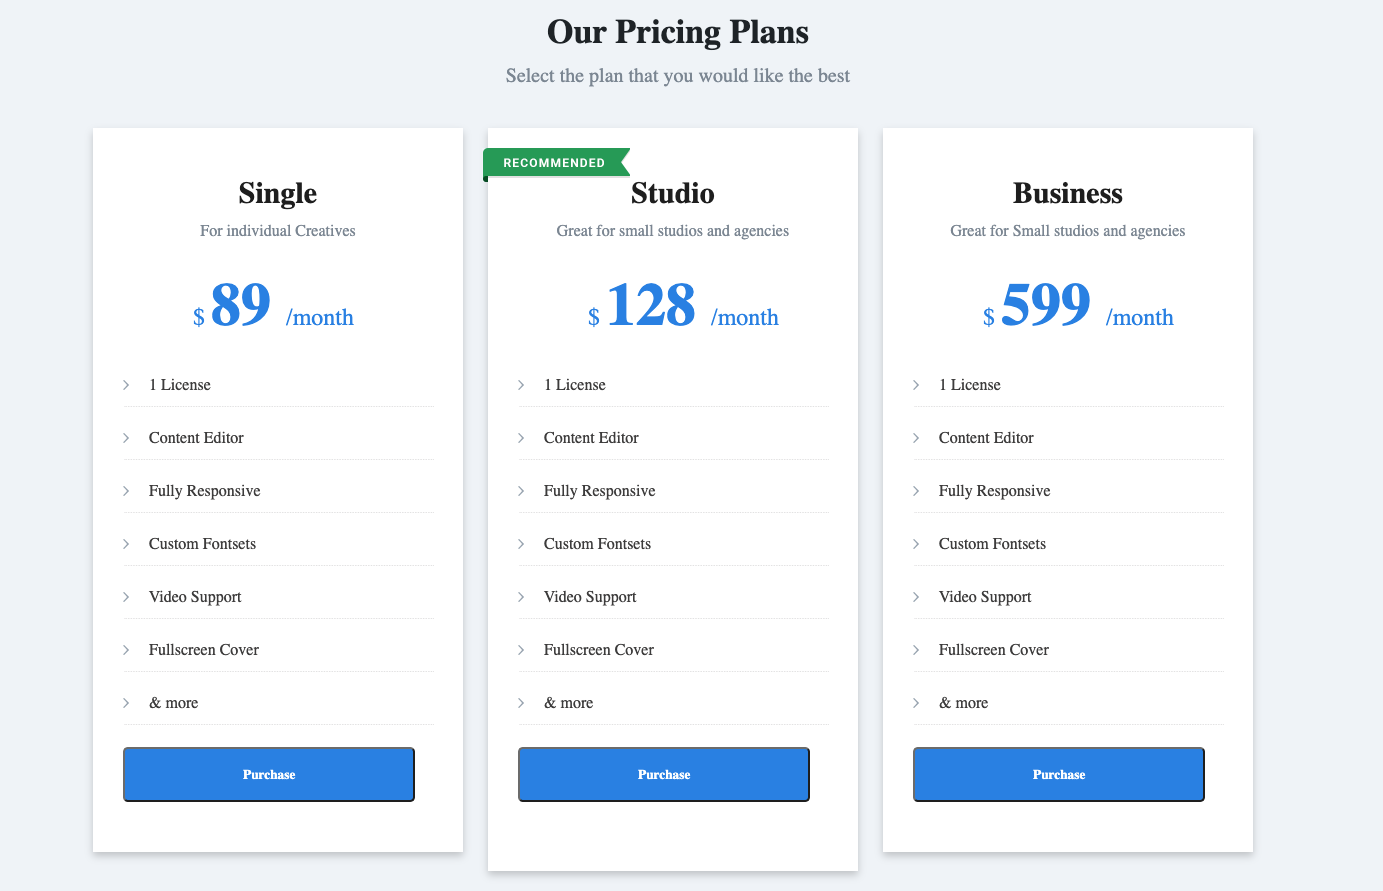 Our Pricing Plans
Select the plan that you would like the best
Single
For individual Creatives
$ 89 /month
1 License
Content Editor
Fully Responsive
Custom Fontsets
Video Support
Fullscreen Cover
& more
Purchase
RECOMMENDED
Studio
Great for small studios and agencies
$ 128 /month
1 License
Content Editor
Fully Responsive
Custom Fontsets
Video Support
Fullscreen Cover
& more
Purchase
Business
Great for Small studios and agencies
$ 599 /month
1 License
Content Editor
Fully Responsive
Custom Fontsets
Video Support
Fullscreen Cover
& more
Purchase